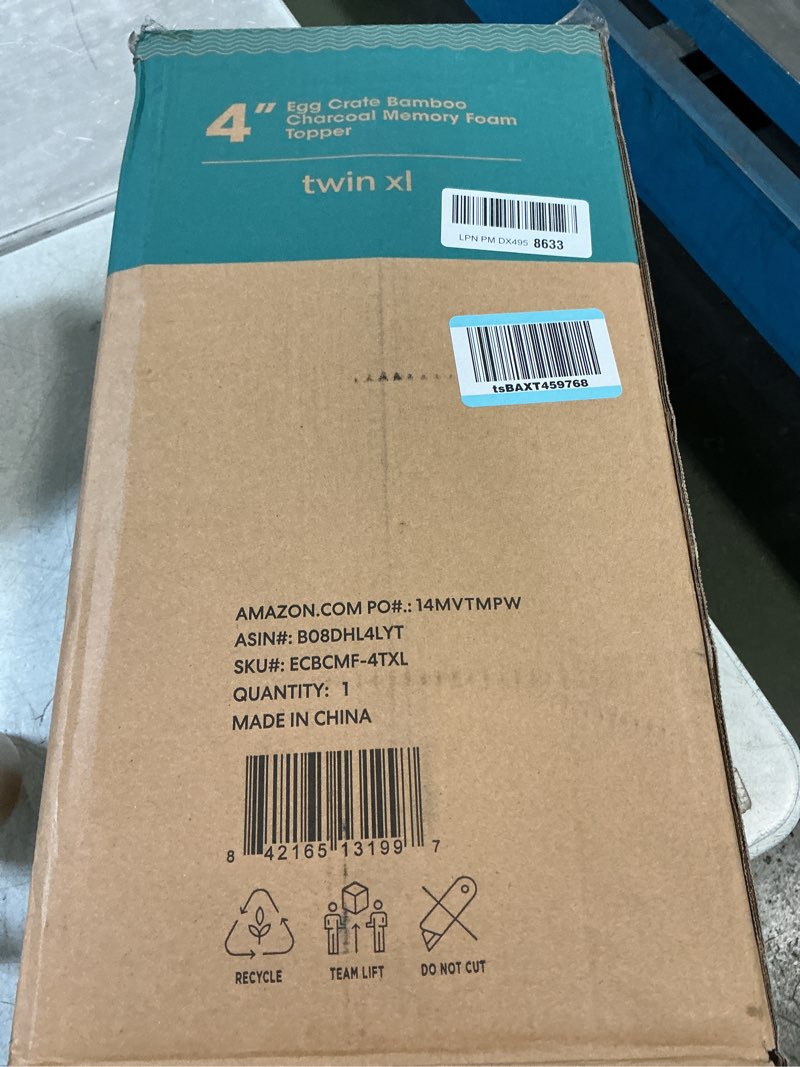 4" Egg Crate Bamboo
Charcoal Memory Foam
Topper
twin xl
LPN PM DX495 8633
tsBAXT459768
AMAZON.COM PO#.: 14MVTMPW
ASIN#: B08DHL4LYT
SKU#: ECBCMF-4TXL
QUANTITY: 1
MADE IN CHINA
8 42165 13199 7
RECYCLE TEAM LIFT DO NOT CUT